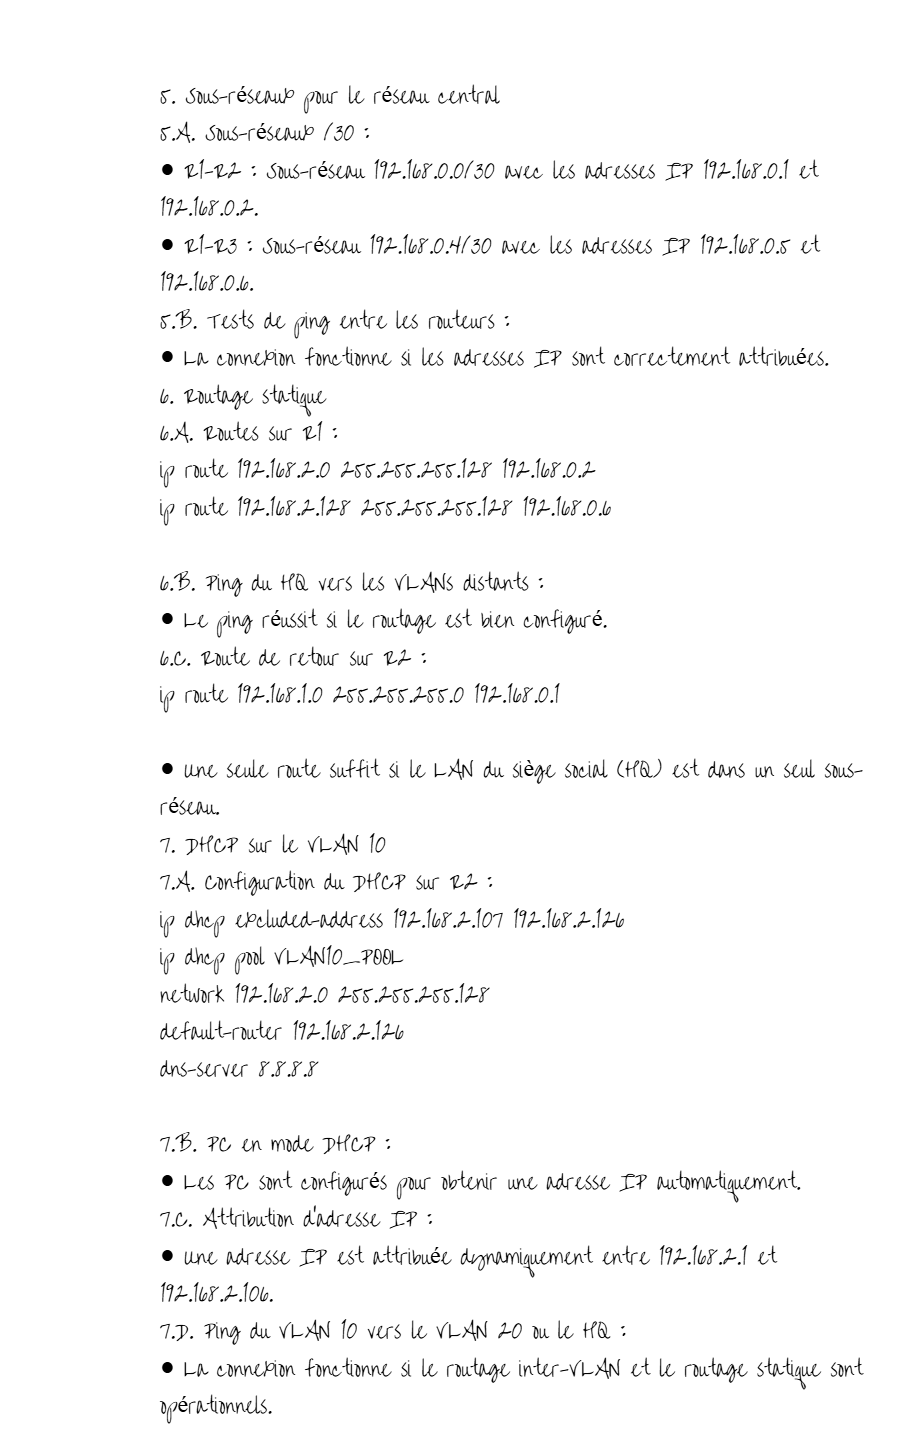 5. Sous-réseaux pour le réseau central
5.A. Sous-réseaux /30 :
● R1-R2 : Sous-réseau 192.168.0.0/30 avec les adresses IP 192.168.0.1 et
192.168.0.2.
● R1-R3 : Sous-réseau 192.168.0.4/30 avec les adresses IP 192.168.0.5 et
192.168.0.6.
5.B. Tests de ping entre les routeurs :
● La connexion fonctionne si les adresses IP sont correctement attribuées.
6. Routage statique
6.A. Routes sur R1 :
ip route 192.168.2.0 255.255.255.128 192.168.0.2
ip route 192.168.2.128 255.255.255.128 192.168.0.6
6.B. Ping du HQ vers les VLANs distants :
● Le ping réussit si le routage est bien configuré.
6.C. Route de retour sur R2 :
ip route 192.168.1.0 255.255.255.0 192.168.0.1
● Une seule route suffit si le LAN du siège social (HQ) est dans un seul sous-
réseau.
7. DHCP sur le VLAN 10
7.A. Configuration du DHCP sur R2 :
ip dhcp excluded-address 192.168.2.107 192.168.2.126
ip dhcp pool VLAN10_POOL
network 192.168.2.0 255.255.255.128
default-router 192.168.2.126
dns-server 8.8.8.8
7.B. PC en mode DHCP :
● Les PC sont configurés pour obtenir une adresse IP automatiquement.
7.C. Attribution d'adresse IP :
● Une adresse IP est attribuée dynamiquement entre 192.168.2.1 et
192.168.2.106.
7.D. Ping du VLAN 10 vers le VLAN 20 ou le HQ :
● La connexion fonctionne si le routage inter-VLAN et le routage statique sont
opérationnels.